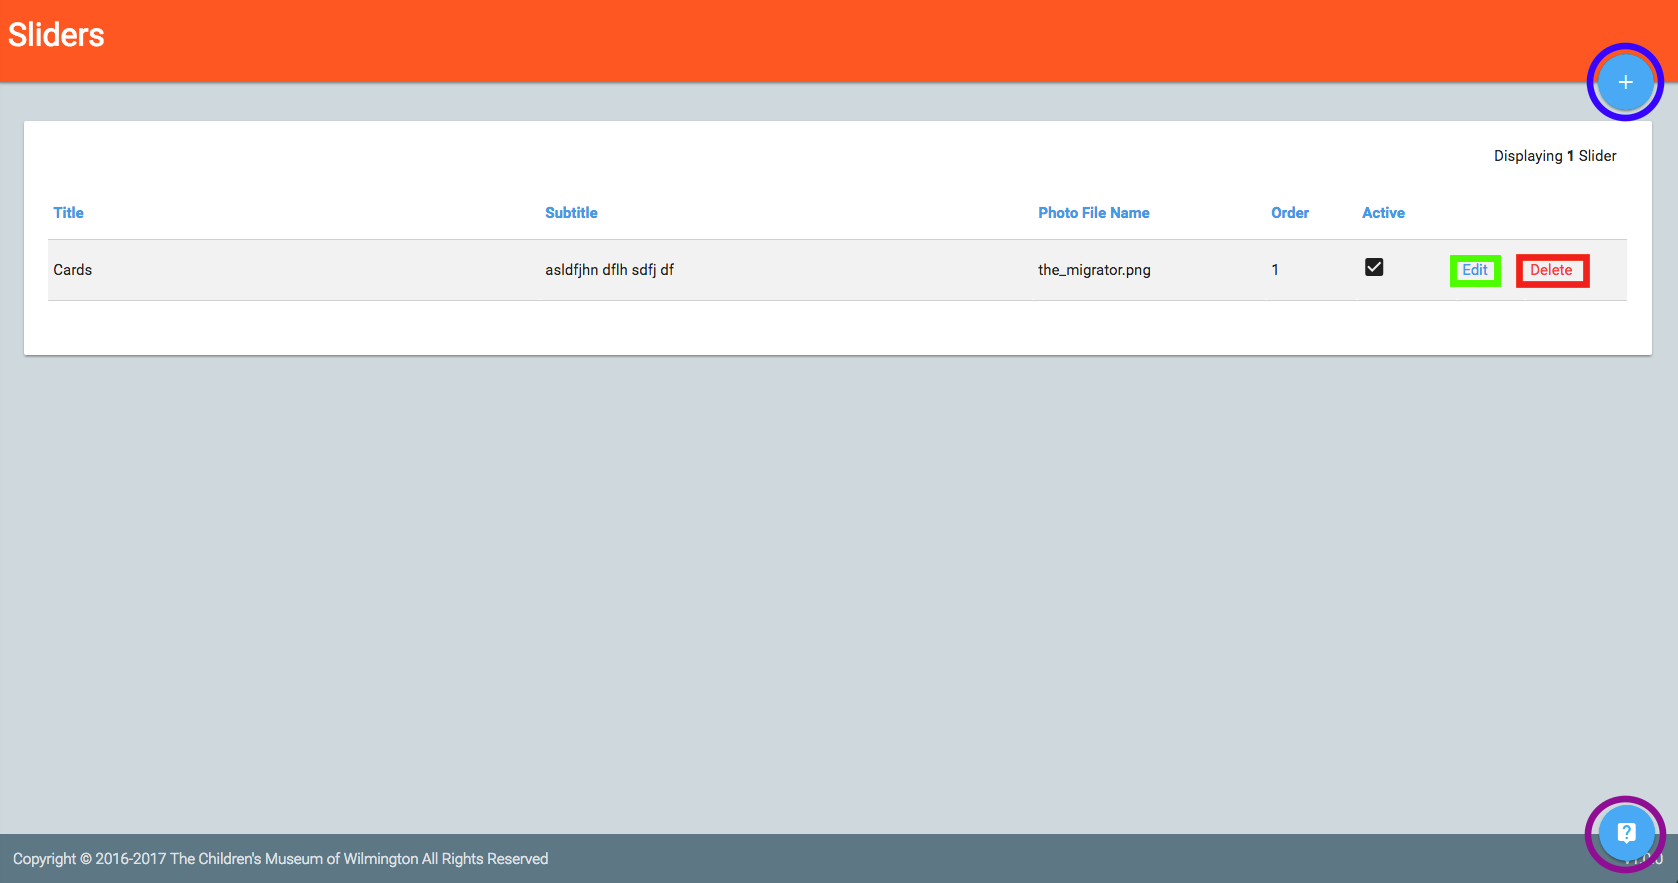 Sliders
+
Displaying 1 Slider
Title Subtitle Photo File Name Order Active
Cards asldfjhn dflh sdfj df the_migrator.png 1 Edit Delete
?
Copyright © 2016-2017 The Children's Museum of Wilmington All Rights Reserved